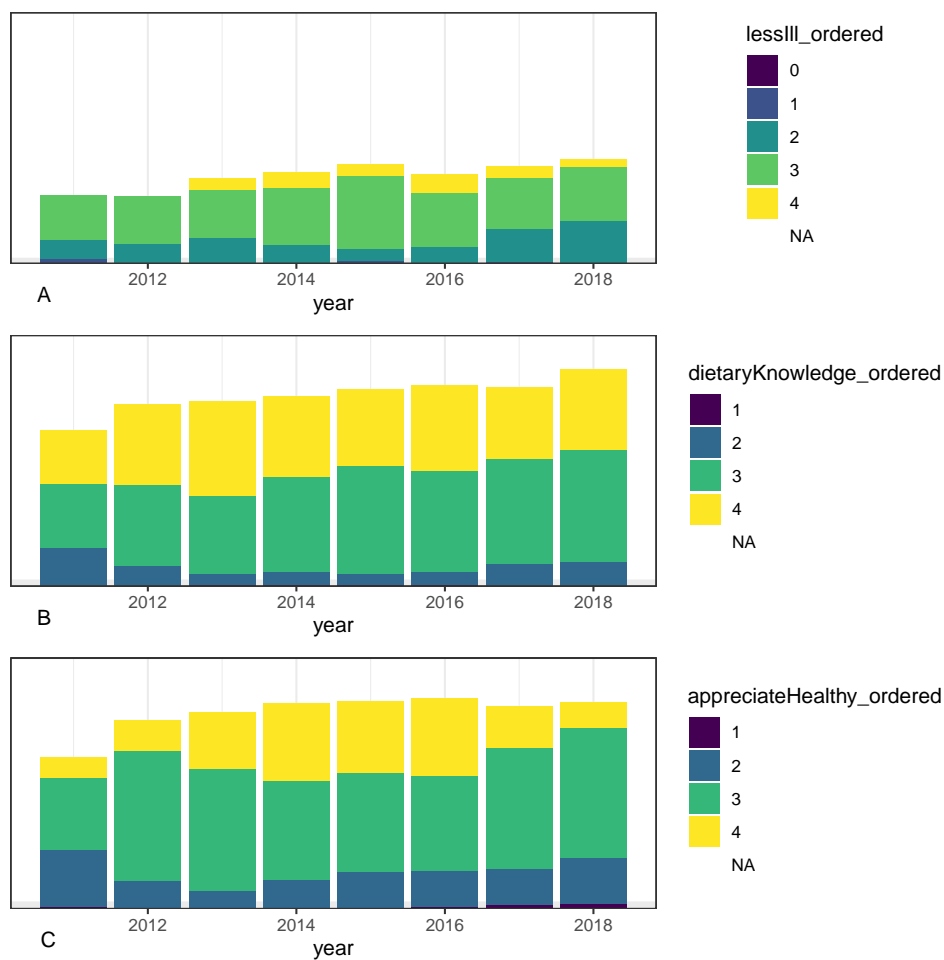 lessIll_ordered
0
1
2
3
4
NA
2012 2014 2016 2018
year
A
dietaryKnowledge_ordered
1
2
3
4
NA
2012 2014 2016 2018
year
B
appreciateHealthy_ordered
1
2
3
4
NA
2012 2014 2016 2018
year
C